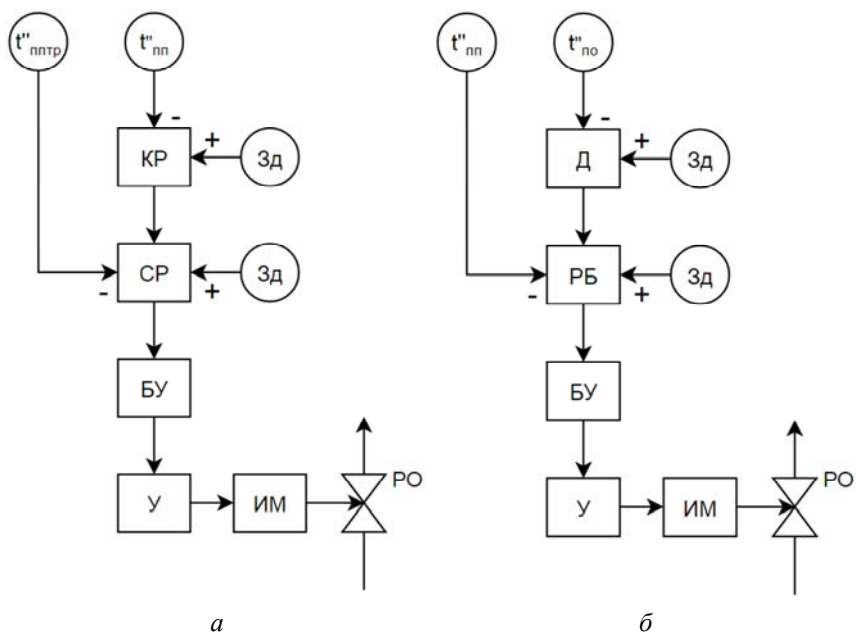 t"пптр t"пп
- +
КР Зд
СР Зд
- +
БУ
У ИМ РО
а
t"пп t"по
- +
Д Зд
РБ Зд
- +
БУ
У ИМ РО
б